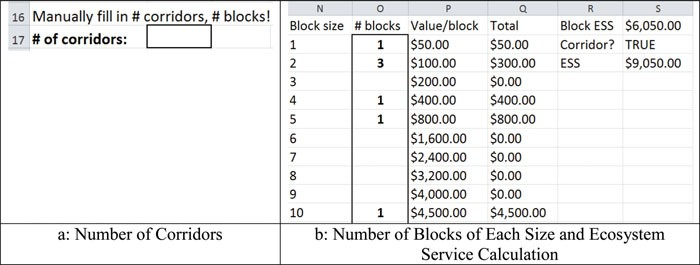 16 Manually fill in # corridors, # blocks!
17 # of corridors:
a: Number of Corridors
N O P Q R S
Block size # blocks Value/block Total Block ESS $6,050.00
1 1 $50.00 $50.00 Corridor? TRUE
2 3 $100.00 $300.00 ESS $9,050.00
3 $200.00 $0.00
4 1 $400.00 $400.00
5 1 $800.00 $800.00
6 $1,600.00 $0.00
7 $2,400.00 $0.00
8 $3,200.00 $0.00
9 $4,000.00 $0.00
10 1 $4,500.00 $4,500.00
b: Number of Blocks of Each Size and Ecosystem
Service Calculation